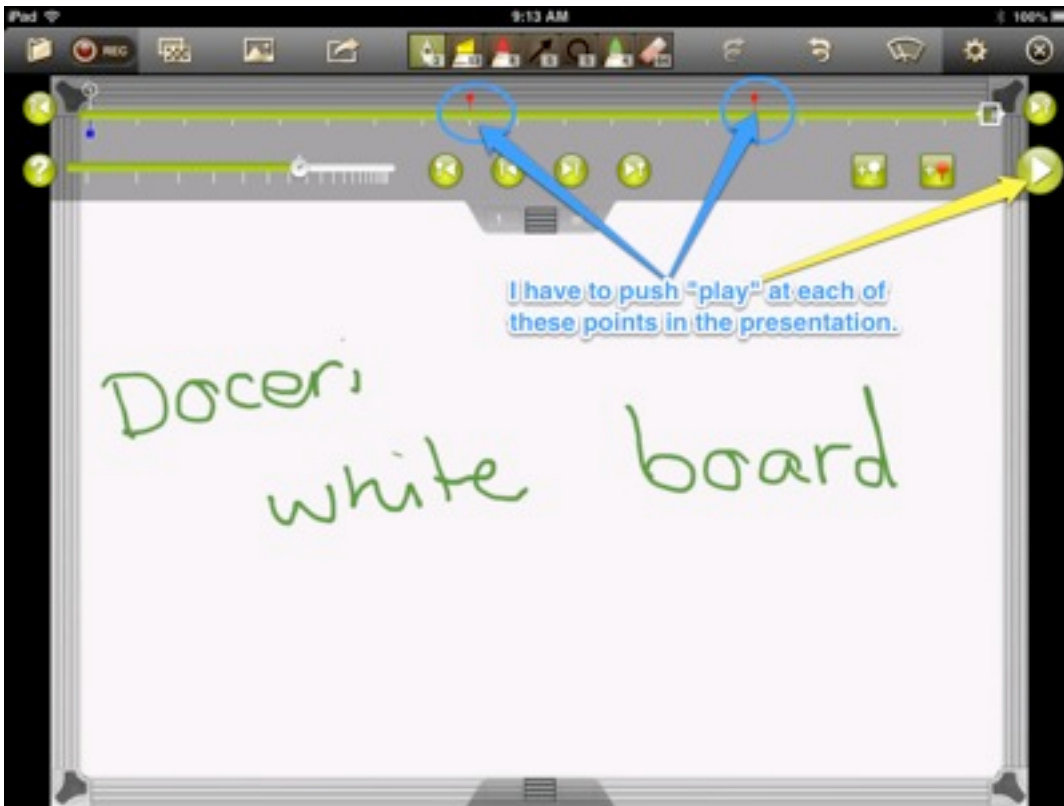 iPad
9:13 AM
100%
REC
I have to push "play" at each of
these points in the presentation.
Doceri
white board